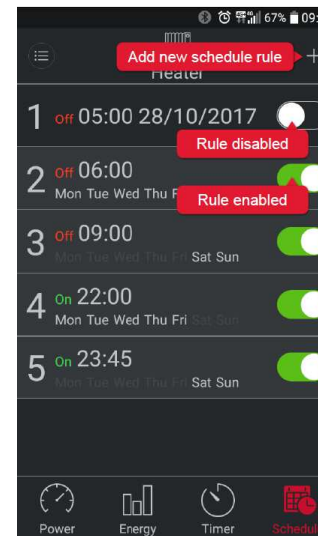 67% 09:
Add new schedule rule
Heater
1 Off 05:00 28/10/2017
Rule disabled
2 Off 06:00
Mon Tue Wed Thu F
Rule enabled
3 Off 09:00
Mon Tue Wed Thu Fri Sat Sun
4 On 22:00
Mon Tue Wed Thu Fri Sat Sun
5 On 23:45
Mon Tue Wed Thu Fri Sat Sun
Power Energy Timer Schedul